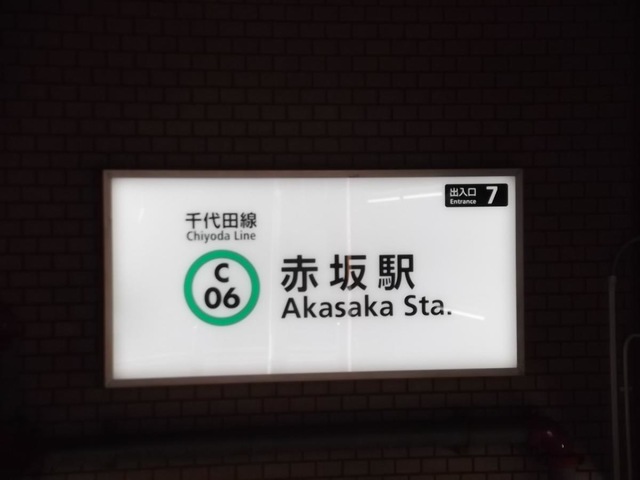 出入口 7
Entrance
千代田線
Chiyoda Line
C
06
赤坂駅
Akasaka Sta.